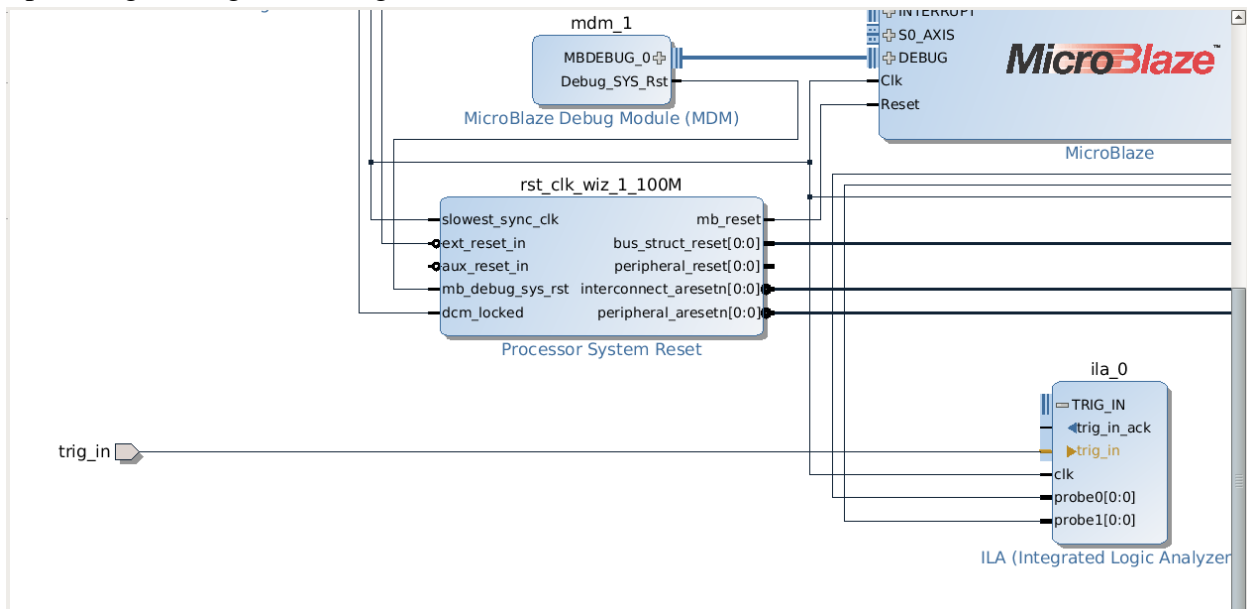 mdm_1
MBDEBUG_0
Debug_SYS_Rst
MicroBlaze Debug Module (MDM)
INTERRUPT
S0_AXIS
DEBUG
Clk
Reset
MicroBlaze™
MicroBlaze
rst_clk_wiz_1_100M
slowest_sync_clk
ext_reset_in
aux_reset_in
mb_debug_sys_rst
dcm_locked
mb_reset
bus_struct_reset[0:0]
peripheral_reset[0:0]
interconnect_aresetn[0:0]
peripheral_aresetn[0:0]
Processor System Reset
trig_in
ila_0
TRIG_IN
trig_in_ack
trig_in
clk
probe0[0:0]
probe1[0:0]
ILA (Integrated Logic Analyzer